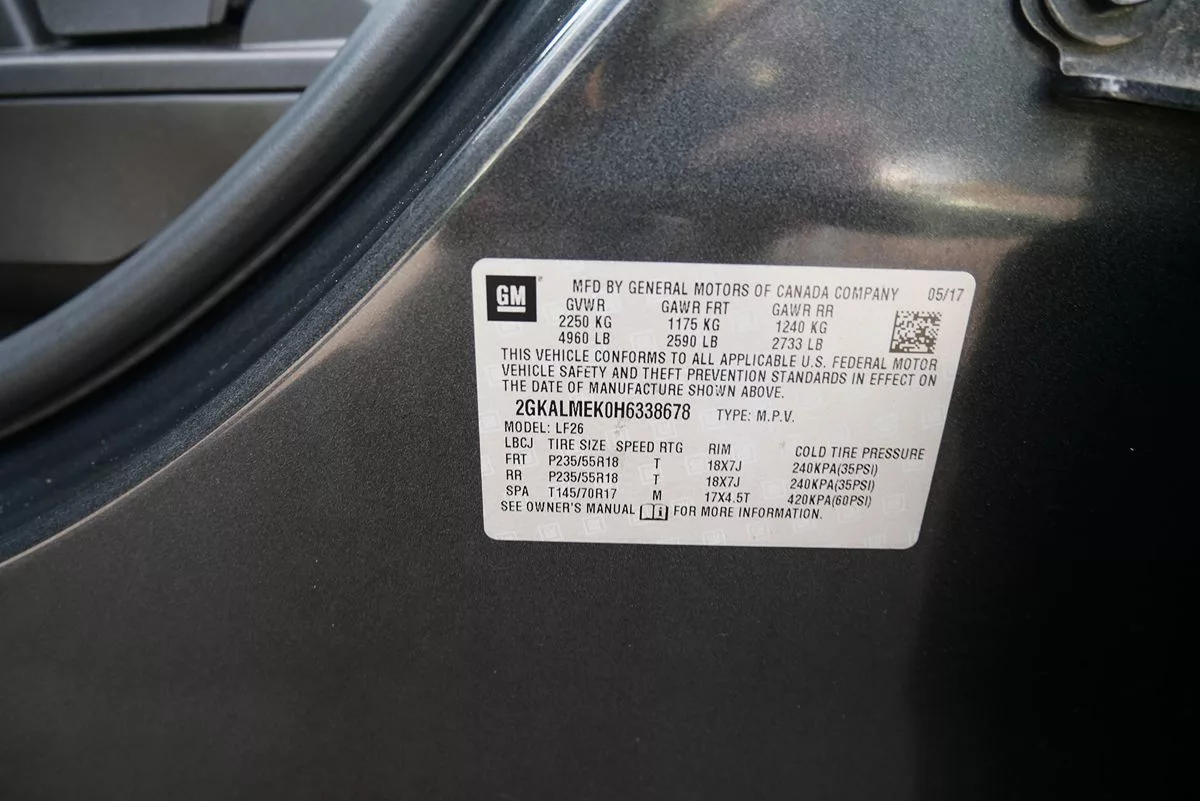 GM MFD BY GENERAL MOTORS OF CANADA COMPANY 05/17
GVWR GAWR FRT GAWR RR
2250 KG 1175 KG 1240 KG
4960 LB 2590 LB 2733 LB
THIS VEHICLE CONFORMS TO ALL APPLICABLE U.S. FEDERAL MOTOR
VEHICLE SAFETY AND THEFT PREVENTION STANDARDS IN EFFECT ON
THE DATE OF MANUFACTURE SHOWN ABOVE.
2GKALMEK0H6338678 TYPE: M.P.V.
MODEL: LF26
LBCJ TIRE SIZE SPEED RTG RIM COLD TIRE PRESSURE
FRT P235/55R18 T 18X7J 240KPA(35PSI)
RR P235/55R18 T 18X7J 240KPA(35PSI)
SPA T145/70R17 M 17X4.5T 420KPA(60PSI)
SEE OWNER'S MANUAL FOR MORE INFORMATION.